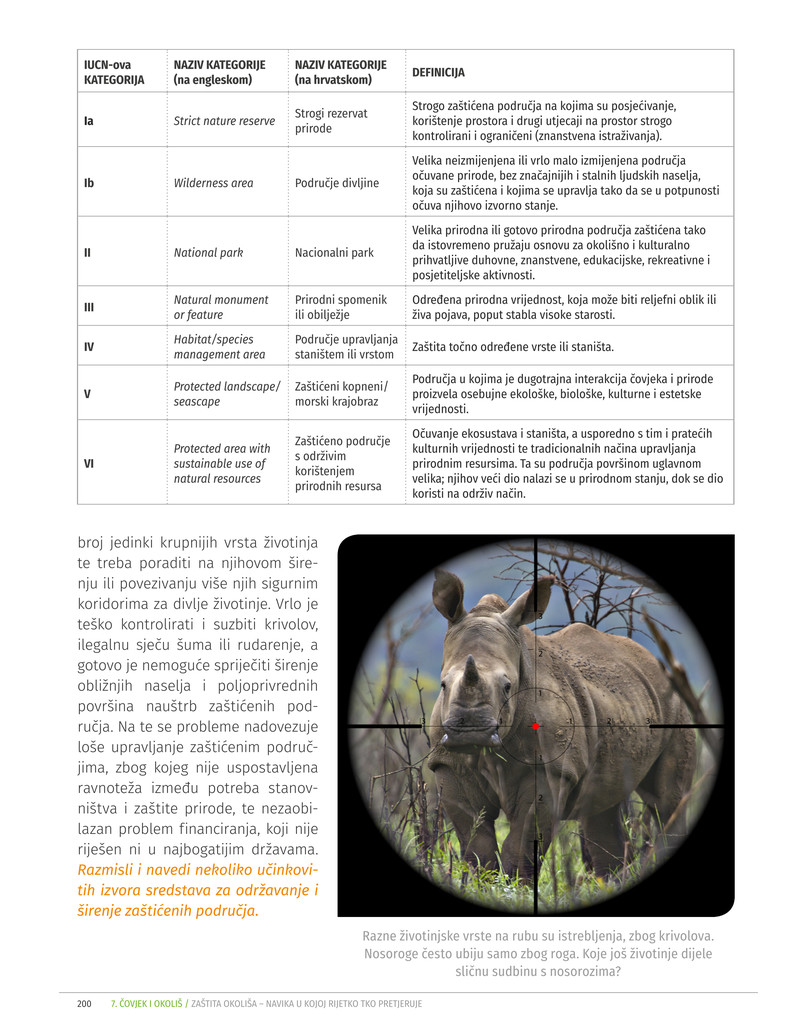 IUCN-ova
KATEGORIJA
NAZIV KATEGORIJE
(na engleskom)
NAZIV KATEGORIJE
(na hrvatskom)
DEFINICIJA
Ia
Strict nature reserve
Strogi rezervat
prirode
Strogo zaštićena područja na kojima su posjećivanje,
korištenje prostora i drugi utjecaji na prostor strogo
kontrolirani i ograničeni (znanstvena istraživanja).
Ib
Wilderness area
Područje divljine
Velika neizmijenjena ili vrlo malo izmijenjena područja
očuvane prirode, bez značajnijih i stalnih ljudskih naselja,
koja su zaštićena i kojima se upravlja tako da se u potpunosti
očuva njihovo izvorno stanje.
II
National park
Nacionalni park
Velika prirodna ili gotovo prirodna područja zaštićena tako
da istovremeno pružaju osnovu za okolišno i kulturalno
prihvatljive duhovne, znanstvene, edukacijske, rekreativne i
posjetiteljske aktivnosti.
III
Natural monument
or feature
Prirodni spomenik
ili obilježje
Određena prirodna vrijednost, koja može biti reljefni oblik ili
živa pojava, poput stabla visoke starosti.
IV
Habitat/species
management area
Područje upravljanja
staništem ili vrstom
Zaštita točno određene vrste ili staništa.
V
Protected landscape/
seascape
Zaštićeni kopneni/
morski krajobraz
Područja u kojima je dugotrajna interakcija čovjeka i prirode
proizvela osebujne ekološke, biološke, kulturne i estetske
vrijednosti.
VI
Protected area with
sustainable use of
natural resources
Zaštićeno područje
s održivim
korištenjem
prirodnih resursa
Očuvanje ekosustava i staništa, a usporedno s tim i pratećih
kulturnih vrijednosti te tradicionalnih načina upravljanja
prirodnim resursima. Ta su područja površinom uglavnom
velika; njihov veći dio nalazi se u prirodnom stanju, dok se dio
koristi na održiv način.
broj jedinki krupnijih vrsta životinja
te treba poraditi na njihovom šire-
nju ili povezivanju više njih sigurnim
koridorima za divlje životinje. Vrlo je
teško kontrolirati i suzbiti krivolov,
ilegalnu sječu šuma ili rudarenje, a
gotovo je nemoguće spriječiti širenje
obližnjih naselja i poljoprivrednih
površina nauštrb zaštićenih pod-
ručja. Na te se probleme nadovezuje
loše upravljanje zaštićenim područ-
jima, zbog kojeg nije uspostavljena
ravnoteža između potreba stanov-
ništva i zaštite prirode, te nezaobi-
lazan problem financiranja, koji nije
riješen ni u najbogatijim državama.
Razmisli i navedi nekoliko učinkovi-
tih izvora sredstava za održavanje i
širenje zaštićenih područja.
Razne životinjske vrste na rubu su istrebljenja, zbog krivolova.
Nosoroge često ubiju samo zbog roga. Koje još životinje dijele
sličnu sudbinu s nosorozima?
200 7. ČOVJEK I OKOLIŠ / ZAŠTITA OKOLIŠA – NAVIKA U KOJOJ RIJETKO TKO PRETJERUJE